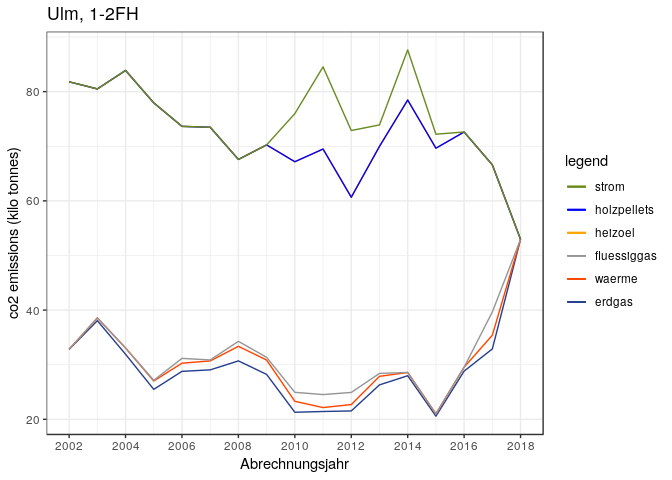 Ulm, 1-2FH
80
60
40
20
co2 emissions (kilo tonnes)
2002 2004 2006 2008 2010 2012 2014 2016 2018
Abrechnungsjahr
legend
strom
holzpellets
heizoel
fluessiggas
waerme
erdgas